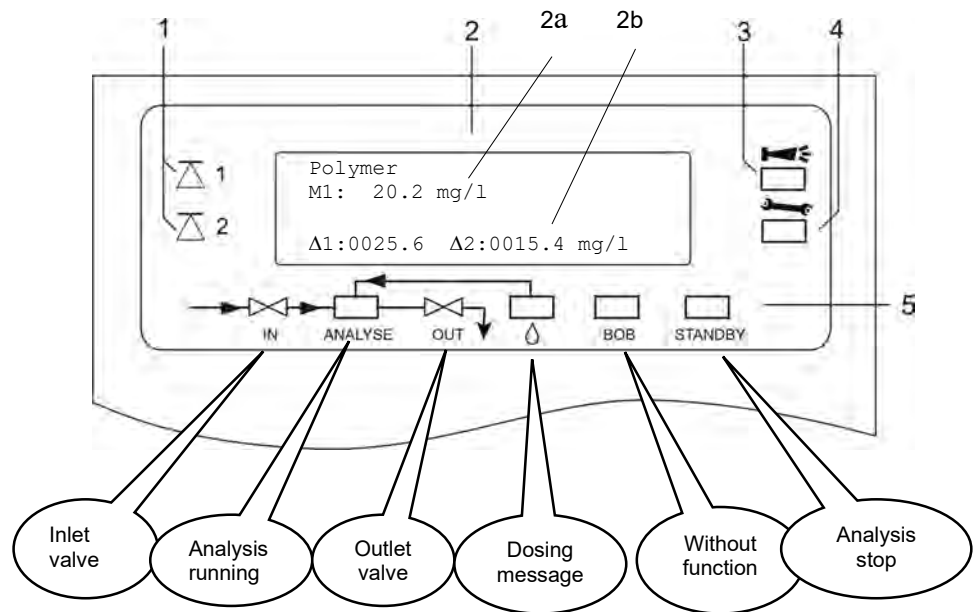 1 2 2a 2b 3 4
Polymer
M1: 20.2 mg/l
Δ1:0025.6 Δ2:0015.4 mg/l
1
2
5
IN ANALYSE OUT BOB STANDBY
Inlet
valve
Analysis
running
Outlet
valve
Dosing
message
Without
function
Analysis
stop